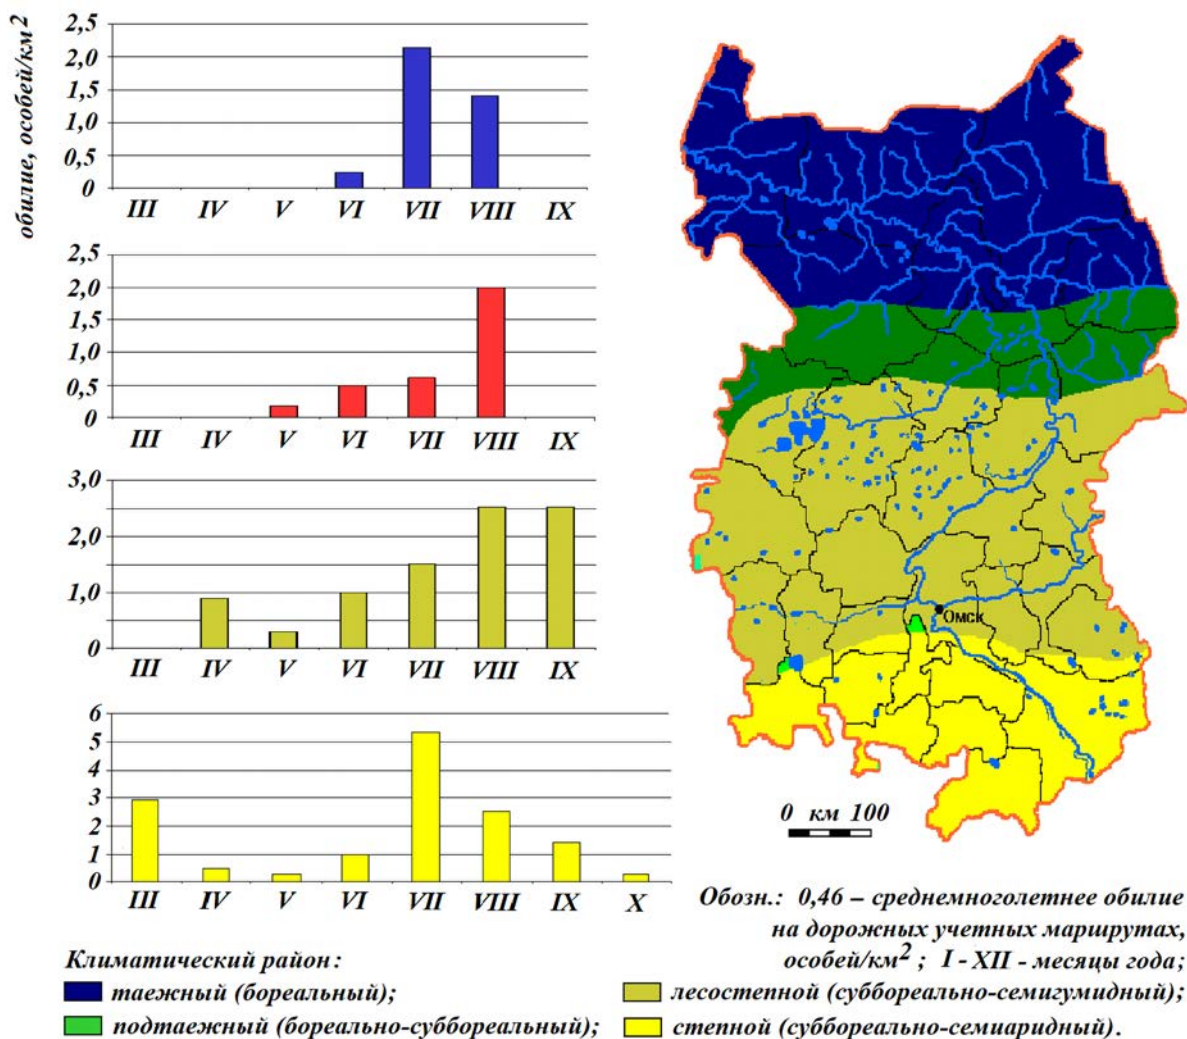 обилие, особей/км2
2,5
2,0
1,5
1,0
0,5
0
III IV V VI VII VIII IX
2,5
2,0
1,5
1,0
0,5
0
III IV V VI VII VIII IX
3,0
2,0
1,0
0
III IV V VI VII VIII IX
6
5
4
3
2
1
0
III IV V VI VII VIII IX X
Омск
0 км 100
Обозн.: 0,46 – среднемноголетнее обилие
на дорожных учетных маршрутах,
особей/км2 ; I - XII - месяцы года;
Климатический район:
таежный (бореальный);
подтаежный (бореально-суббореальный);
лесостепной (суббореально-семигумидный);
степной (суббореально-семиаридный).